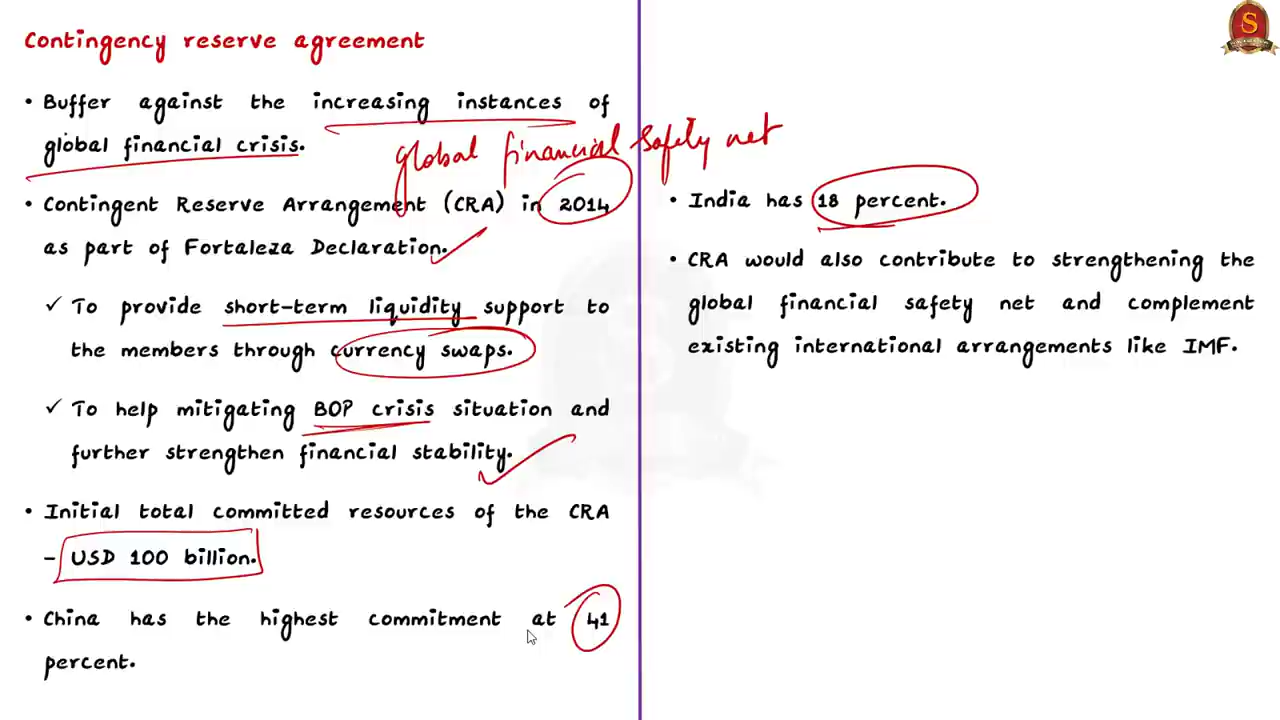 Contingency reserve agreement
• Buffer against the increasing instances of
global financial crisis.
global financial safety net
• Contingent Reserve Arrangement (CRA) in 2014
as part of Fortaleza Declaration.
✓ To provide short-term liquidity support to
the members through currency swaps.
✓ To help mitigating BOP crisis situation and
further strengthen financial stability.
• Initial total committed resources of the CRA
– USD 100 billion.
• China has the highest commitment at 41
percent.
S
• India has 18 percent.
• CRA would also contribute to strengthening the
global financial safety net and complement
existing international arrangements like IMF.